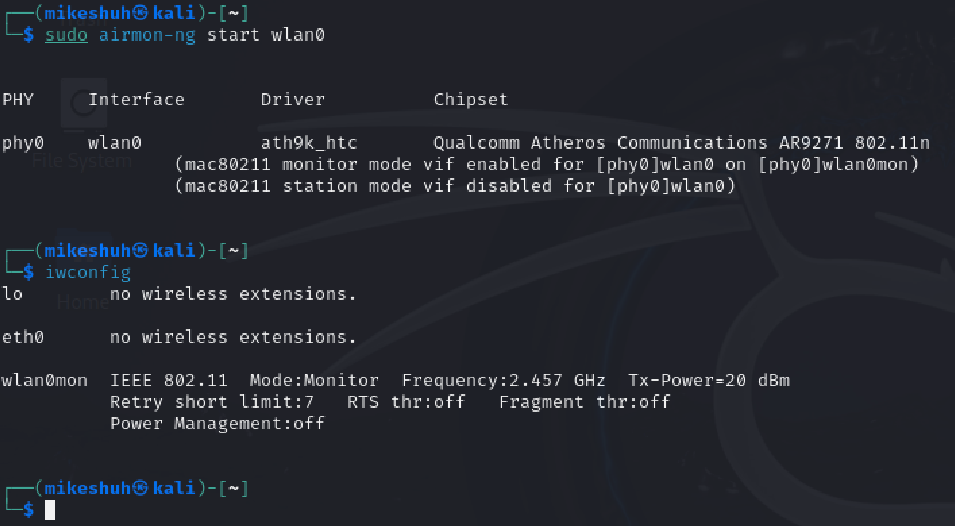 ┌──(mikeshuh㉿kali)-[~]
└─$ sudo airmon-ng start wlan0
PHY     Interface       Driver          Chipset
phy0    wlan0           ath9k_htc       Qualcomm Atheros Communications AR9271 802.11n
(mac80211 monitor mode vif enabled for [phy0]wlan0 on [phy0]wlan0mon)
(mac80211 station mode vif disabled for [phy0]wlan0)
File System
┌──(mikeshuh㉿kali)-[~]
└─$ iwconfig
lo        no wireless extensions.
Home
eth0      no wireless extensions.
wlan0mon  IEEE 802.11  Mode:Monitor  Frequency:2.457 GHz  Tx-Power=20 dBm
Retry short limit:7   RTS thr:off   Fragment thr:off
Power Management:off
┌──(mikeshuh㉿kali)-[~]
└─$